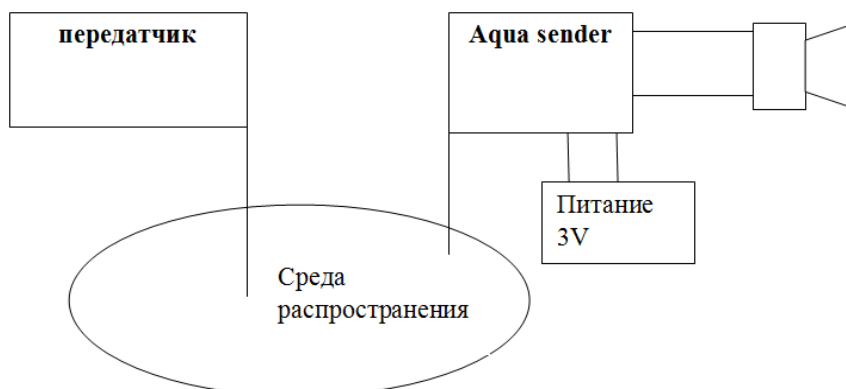 передатчик
Aqua sender
Питание
3V
Среда
распространения